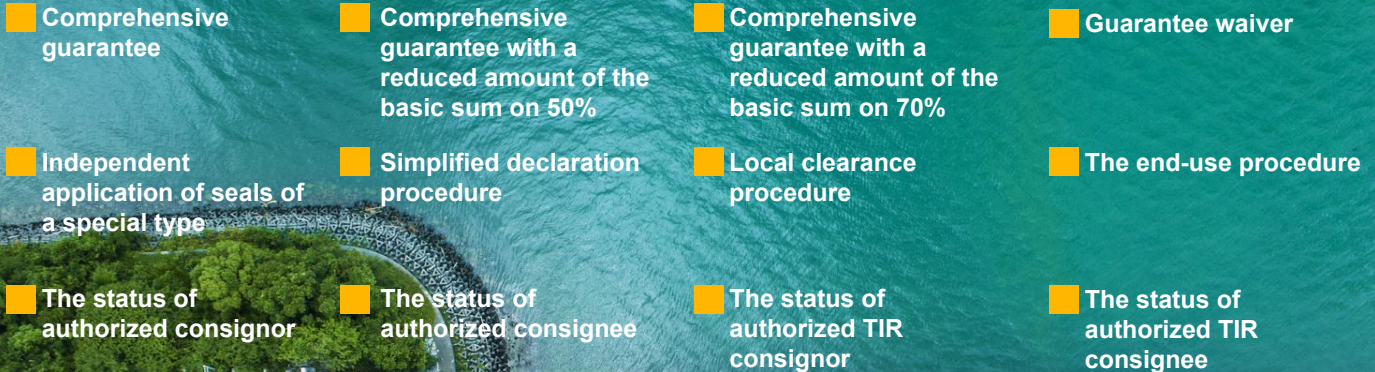 Comprehensive
guarantee
Comprehensive
guarantee with a
reduced amount of the
basic sum on 50%
Comprehensive
guarantee with a
reduced amount of the
basic sum on 70%
Guarantee waiver
Independent
application of seals of
a special type
Simplified declaration
procedure
Local clearance
procedure
The end-use procedure
The status of
authorized consignor
The status of
authorized consignee
The status of
authorized TIR
consignor
The status of
authorized TIR
consignee